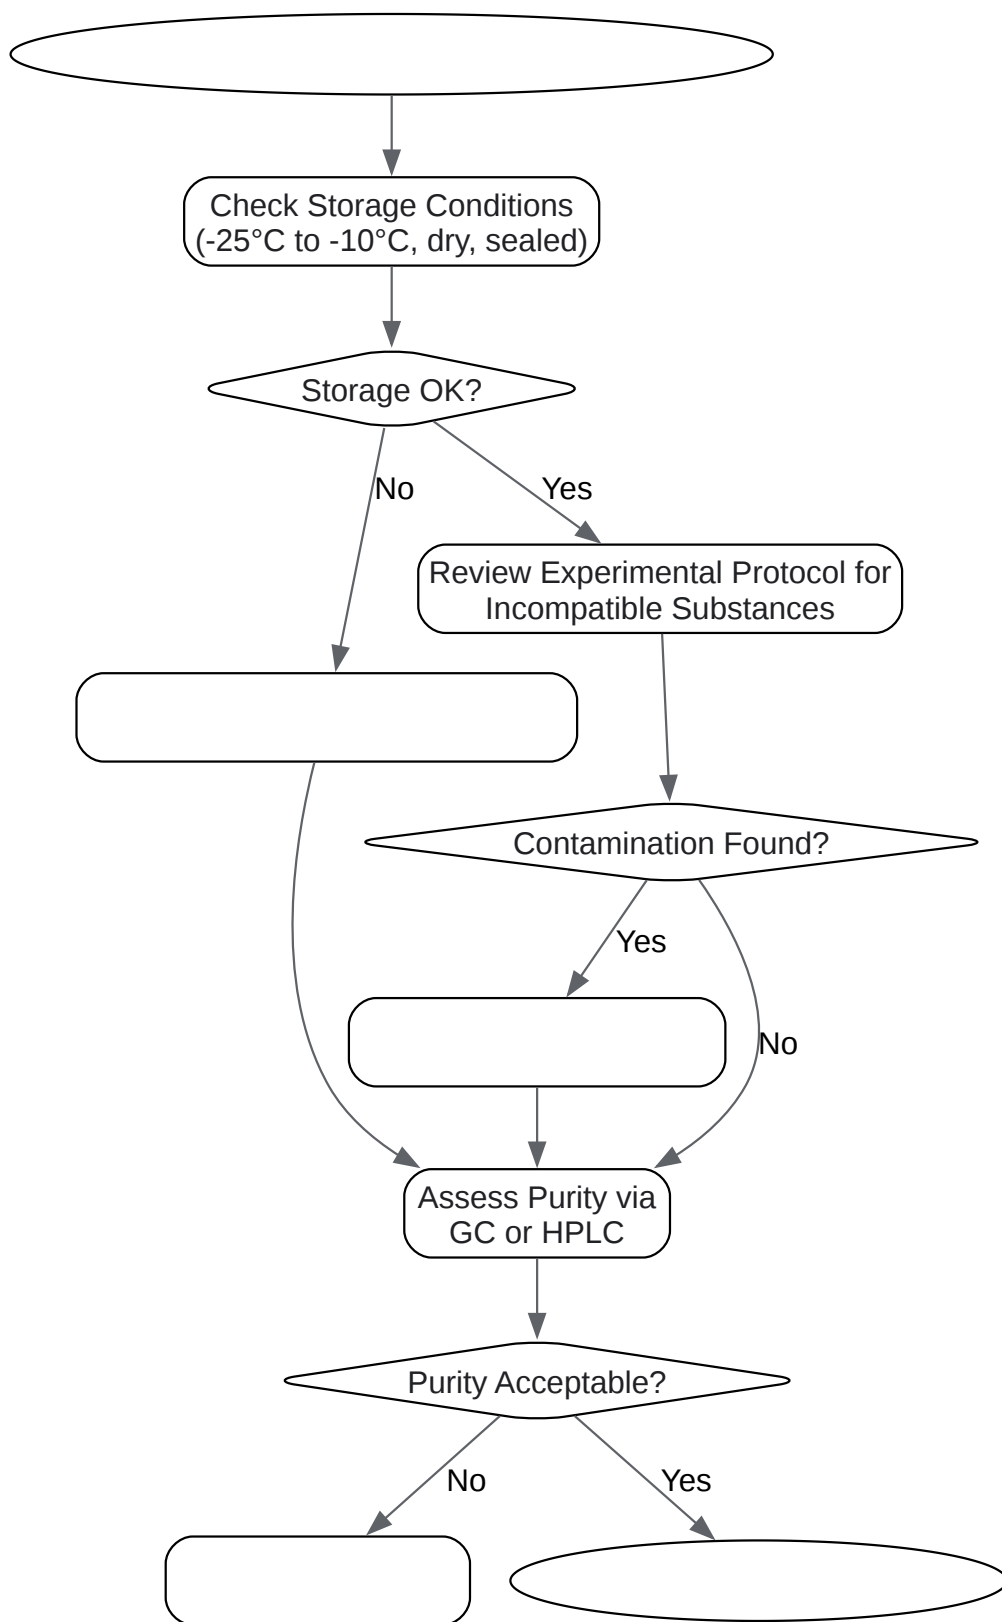 Check Storage Conditions
(-25°C to -10°C, dry, sealed)
Storage OK?
No
Yes
Review Experimental Protocol for
Incompatible Substances
Contamination Found?
Yes
No
Assess Purity via
GC or HPLC
Purity Acceptable?
No
Yes